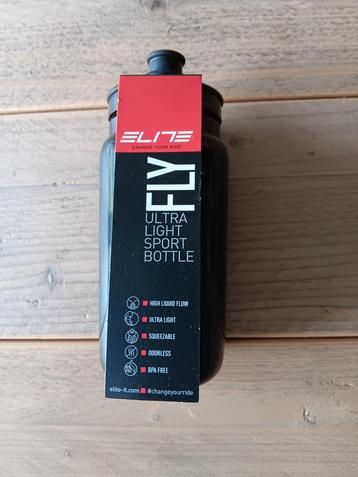 ELITE
CHANGE YOUR RIDE
FLY
ULTRA
LIGHT
SPORT
BOTTLE
HIGH LIQUID FLOW
ULTRA LIGHT
SQUEEZABLE
ODORLESS
BPA FREE
elite-it.com #changeyourride